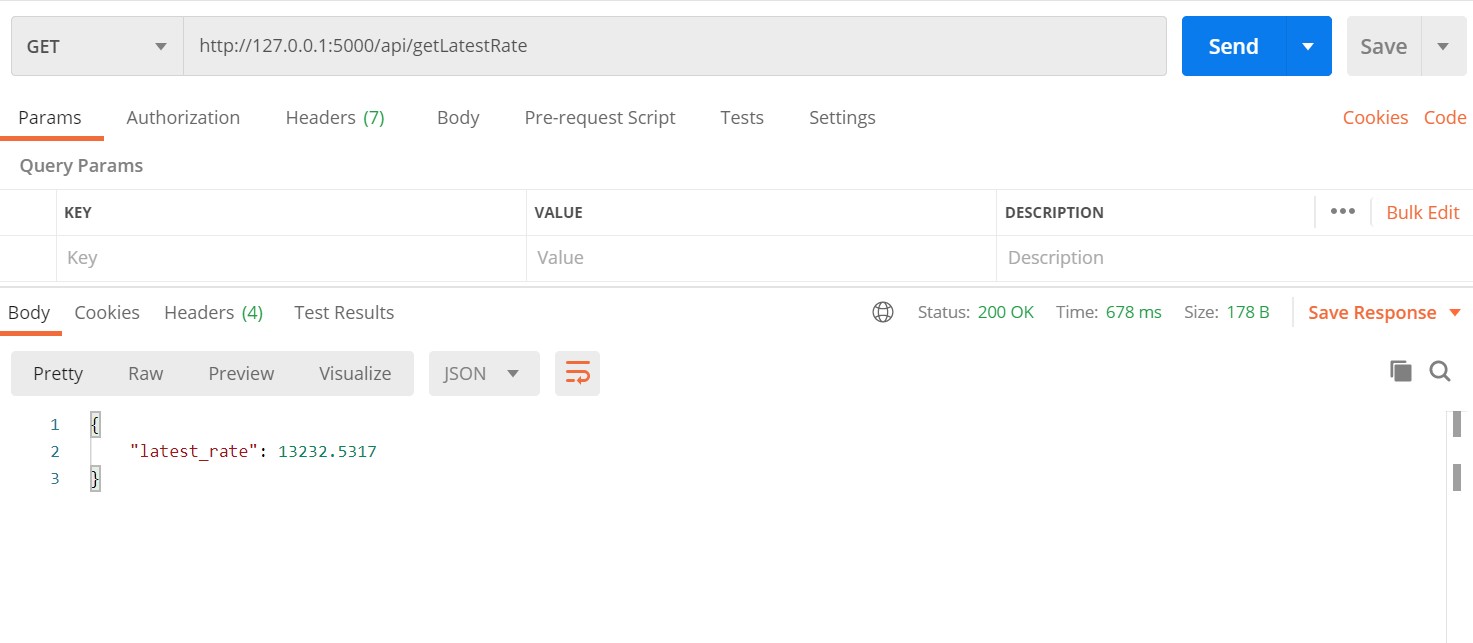 GET http://127.0.0.1:5000/api/getLatestRate Send Save
Params Authorization Headers (7) Body Pre-request Script Tests Settings Cookies Code
Query Params
KEY VALUE DESCRIPTION ••• Bulk Edit
Key Value Description
Body Cookies Headers (4) Test Results Status: 200 OK Time: 678 ms Size: 178 B Save Response
Pretty Raw Preview Visualize JSON
1 {
2 "latest_rate": 13232.5317
3 }